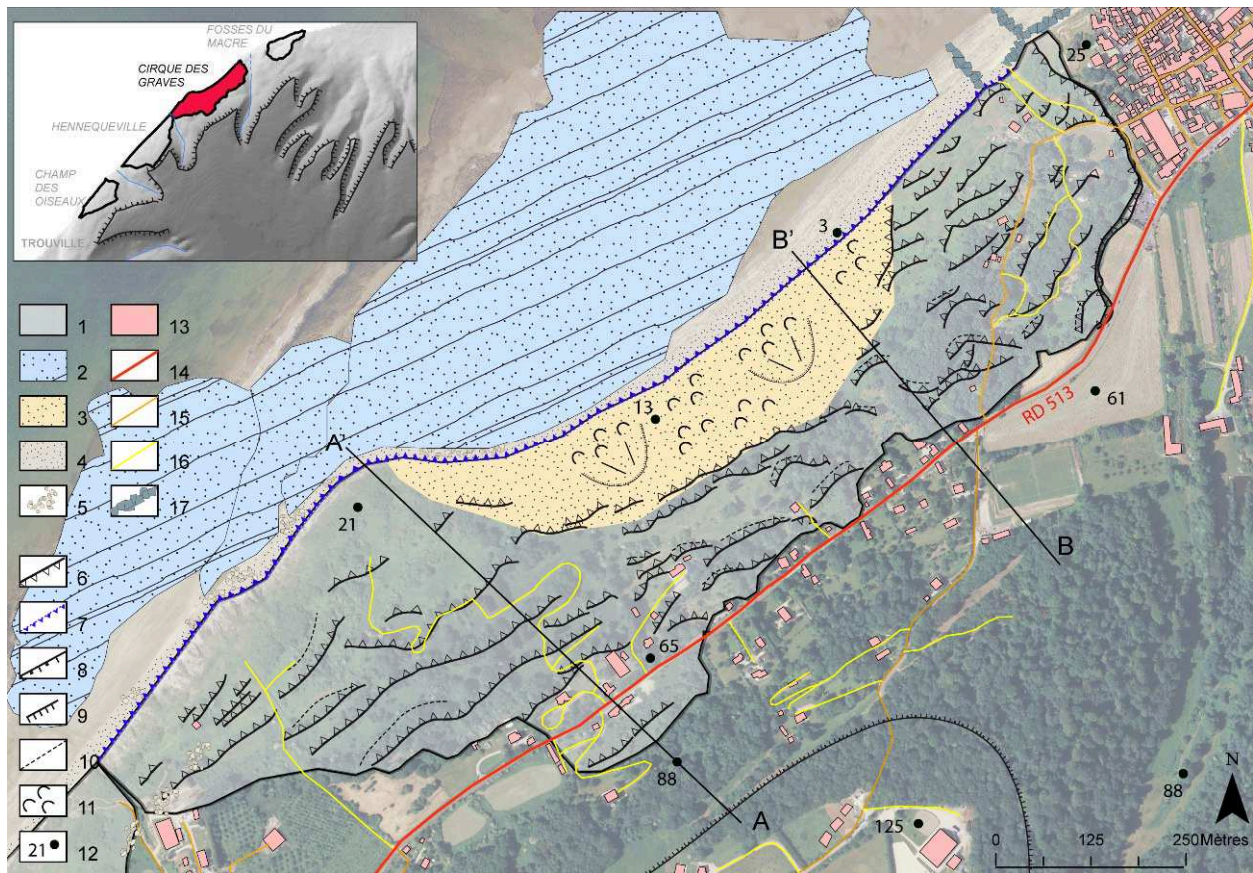 FOSSES DU
MACRE
CIRQUE DES
GRAVES
HENNEQUEVILLE
CHAMP
DES
OISEAUX
TROUVILLE
25
3
B'
13
61
RD 513
A'
21
65
B
88
A
88
125
N
0 125 250 Mètres
1
2
3
4
5
6
7
8
9
10
11
21 12
13
14
15
16
17